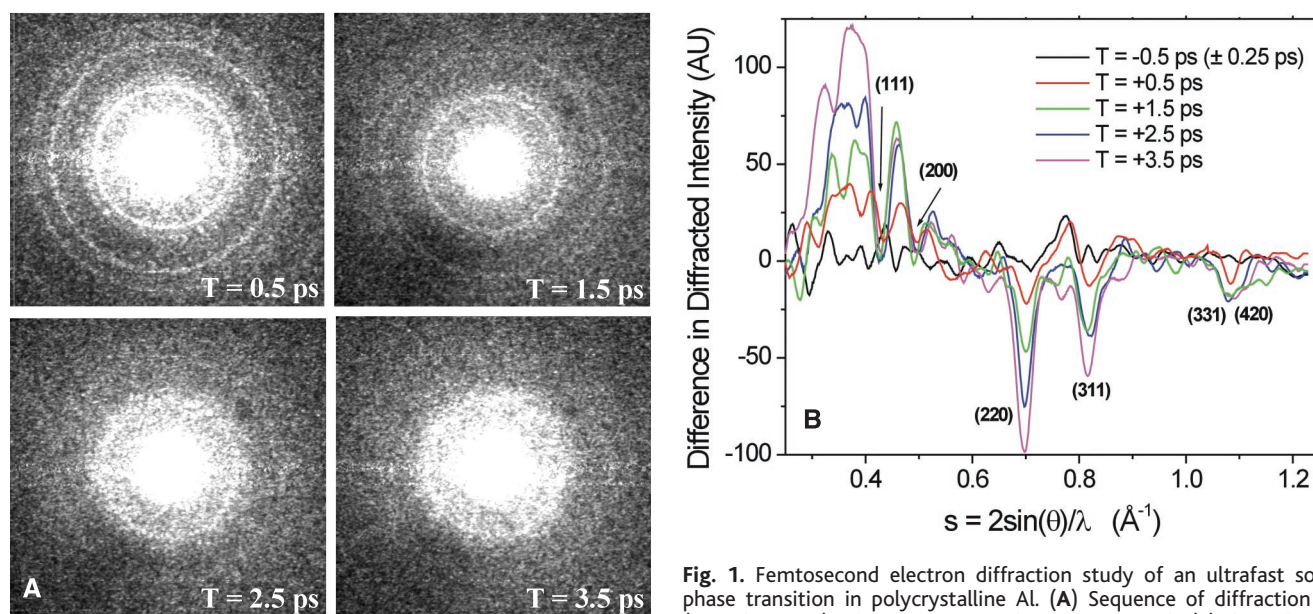 T = 0.5 ps
T = 1.5 ps
A
T = 2.5 ps
T = 3.5 ps
Difference in Diffracted Intensity (AU)
100
50
0
-50
-100
T = -0.5 ps (± 0.25 ps)
T = +0.5 ps
T = +1.5 ps
T = +2.5 ps
T = +3.5 ps
(111)
(200)
(220)
(311)
(331)
(420)
B
0.4
0.6
0.8
1.0
1.2
s = 2sin(θ)/λ (Å⁻¹)
Fig. 1. Femtosecond electron diffraction study of an ultrafast so
phase transition in polycrystalline Al. (A) Sequence of diffraction